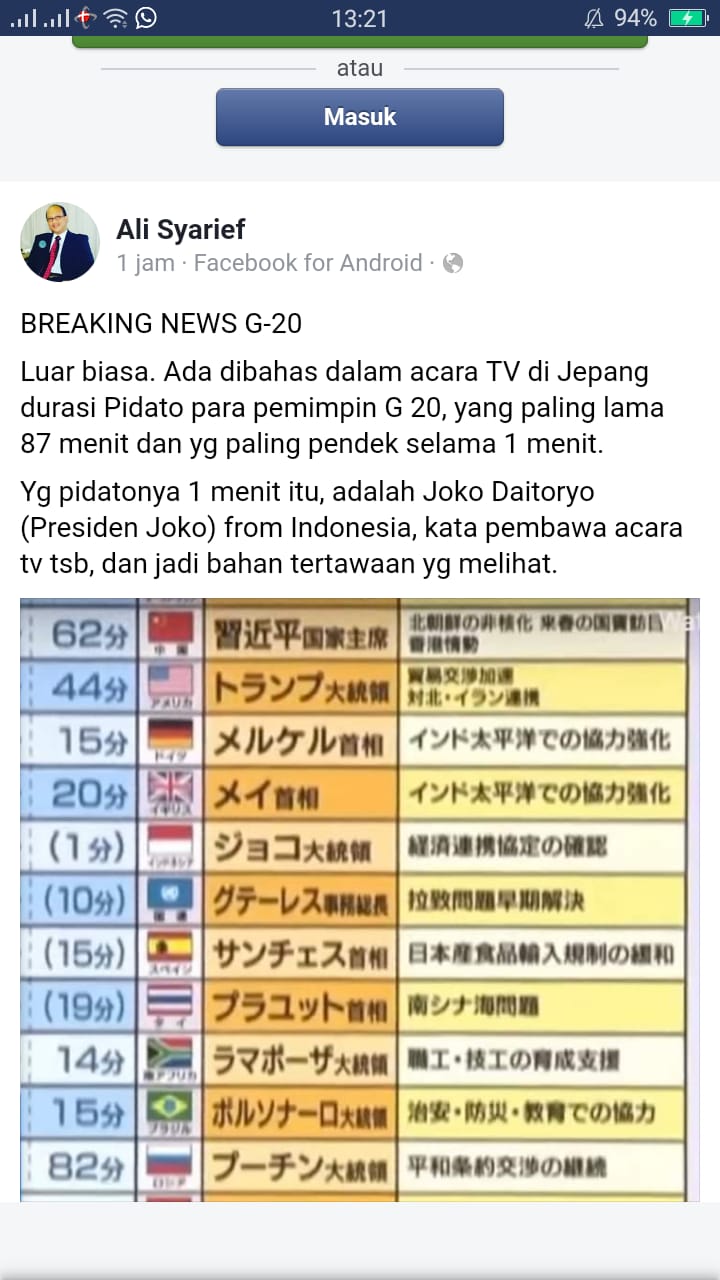 13:21
94%
atau
Masuk
Ali Syarief
1 jam · Facebook for Android ·
BREAKING NEWS G-20
Luar biasa. Ada dibahas dalam acara TV di Jepang
durasi Pidato para pemimpin G 20, yang paling lama
87 menit dan yg paling pendek selama 1 menit.
Yg pidatonya 1 menit itu, adalah Joko Daitoryo
(Presiden Joko) from Indonesia, kata pembawa acara
tv tsb, dan jadi bahan tertawaan yg melihat.
62分 中国 習近平国家主席 北朝鮮の非核化 来春の国賓訪日
香港情勢
44分 アメリカ トランプ大統領 貿易交渉加速
対北・イラン連携
15分 ドイツ メルケル首相 インド太平洋での協力強化
20分 イギリス メイ首相 インド太平洋での協力強化
(1分) インドネシア ジョコ大統領 経済連携協定の確認
(10分) 国連 グテーレス事務総長 拉致問題早期解決
(15分) スペイン サンチェス首相 日本産食品輸入規制の緩和
(19分) タイ プラユット首相 南シナ海問題
14分 南アフリカ ラマポーザ大統領 職工・技工の育成支援
15分 ブラジル ボルソナーロ大統領 治安・防災・教育での協力
82分 ロシア プーチン大統領 平和条約交渉の継続